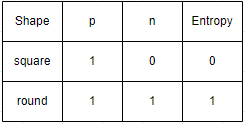 Shape p n Entropy
square 1 0 0
round 1 1 1